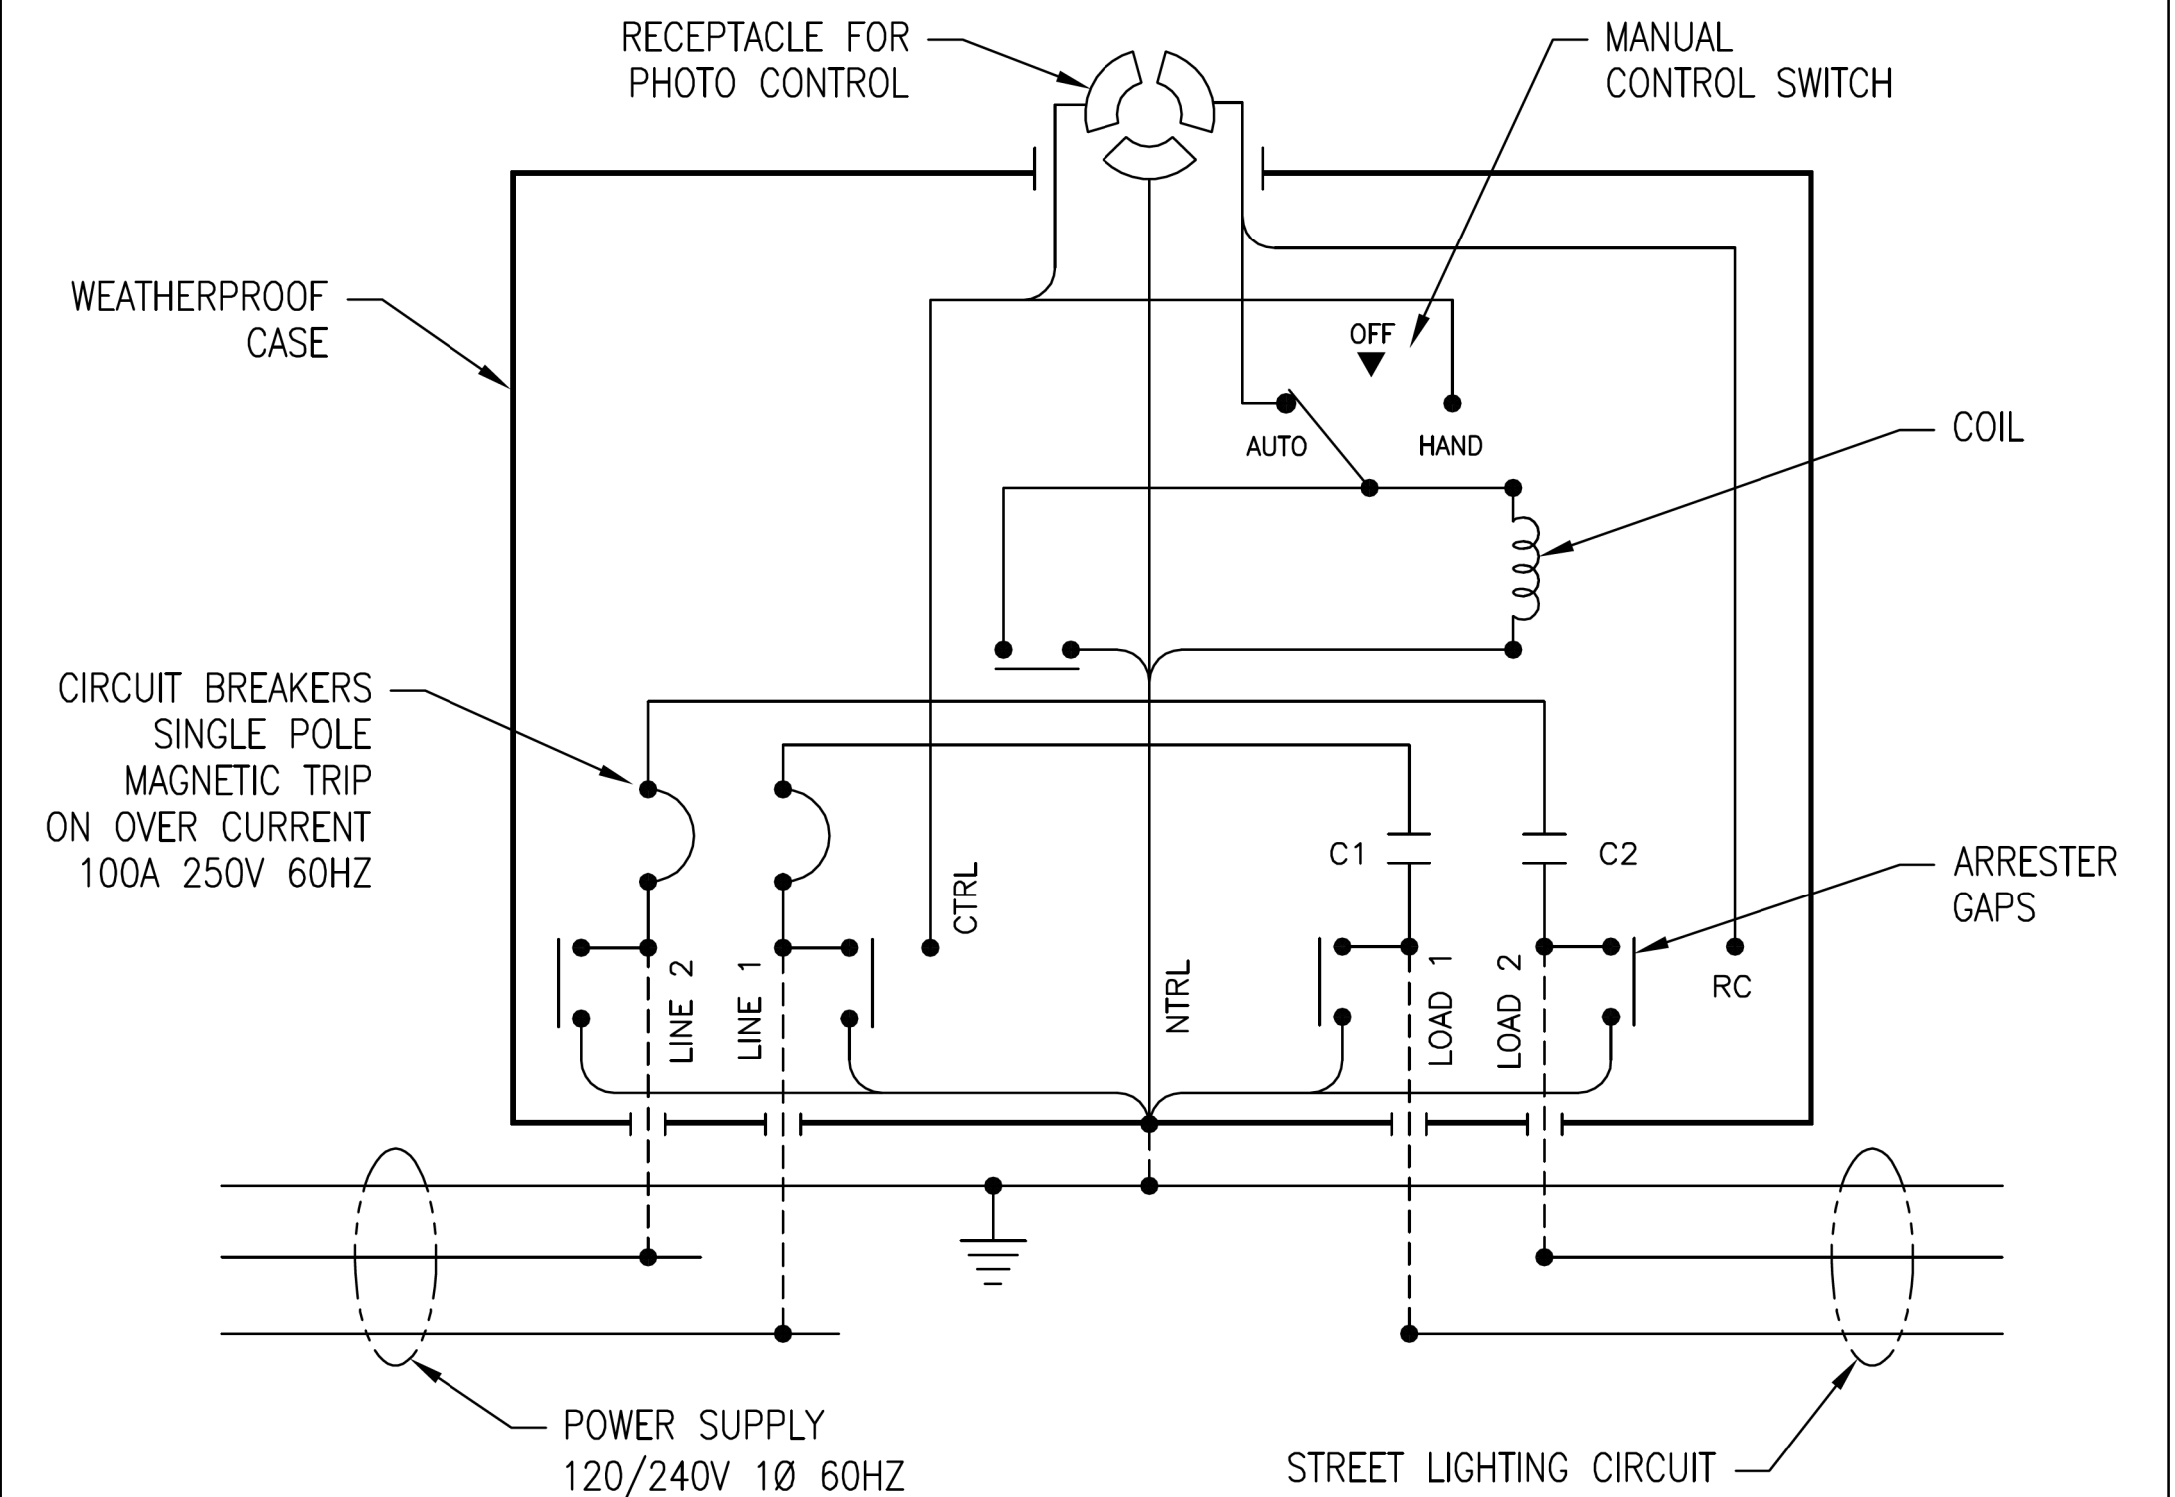 RECEPTACLE FOR
PHOTO CONTROL
MANUAL
CONTROL SWITCH
WEATHERPROOF
CASE
OFF
AUTO
HAND
COIL
CIRCUIT BREAKERS
SINGLE POLE
MAGNETIC TRIP
ON OVER CURRENT
100A 250V 60HZ
C1
C2
ARRESTER
GAPS
CTRL
LINE 2
LINE 1
NTRL
LOAD 1
LOAD 2
RC
POWER SUPPLY
120/240V 1Ø 60HZ
STREET LIGHTING CIRCUIT